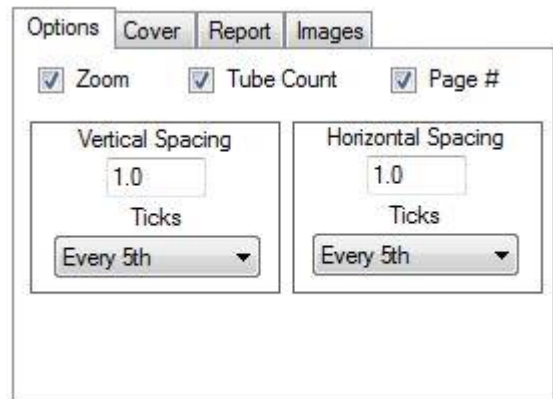 Options Cover Report Images
Zoom Tube Count Page #
Vertical Spacing Horizontal Spacing
1.0 1.0
Ticks Ticks
Every 5th Every 5th